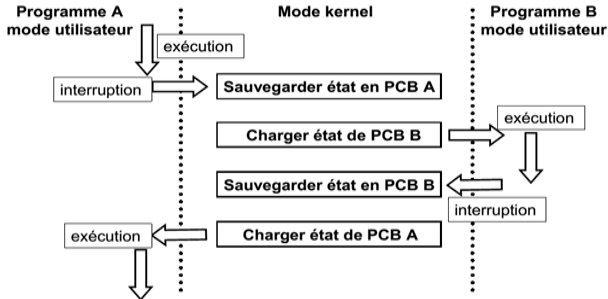 Programme A
mode utilisateur
Mode kernel
Programme B
mode utilisateur
exécution
interruption
Sauvegarder état en PCB A
Charger état de PCB B
exécution
Sauvegarder état en PCB B
interruption
exécution
Charger état de PCB A